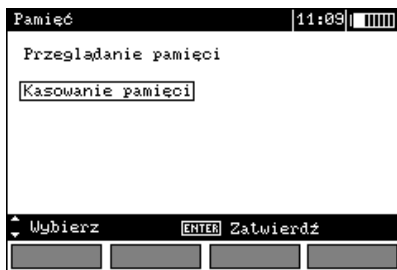 Pamięć 11:09
Przeglądanie pamięci
Kasowanie pamięci
Wybierz ENTER Zatwierdź